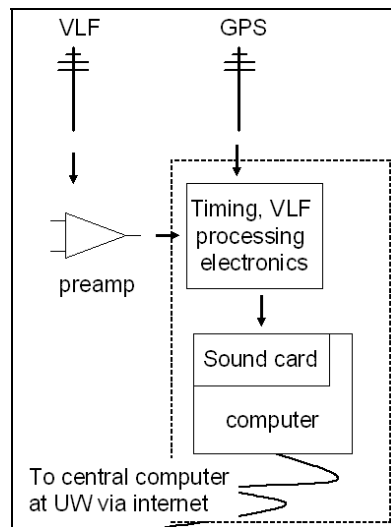 VLF
GPS
Timing, VLF
processing
electronics
preamp
Sound card
computer
To central computer
at UW via internet